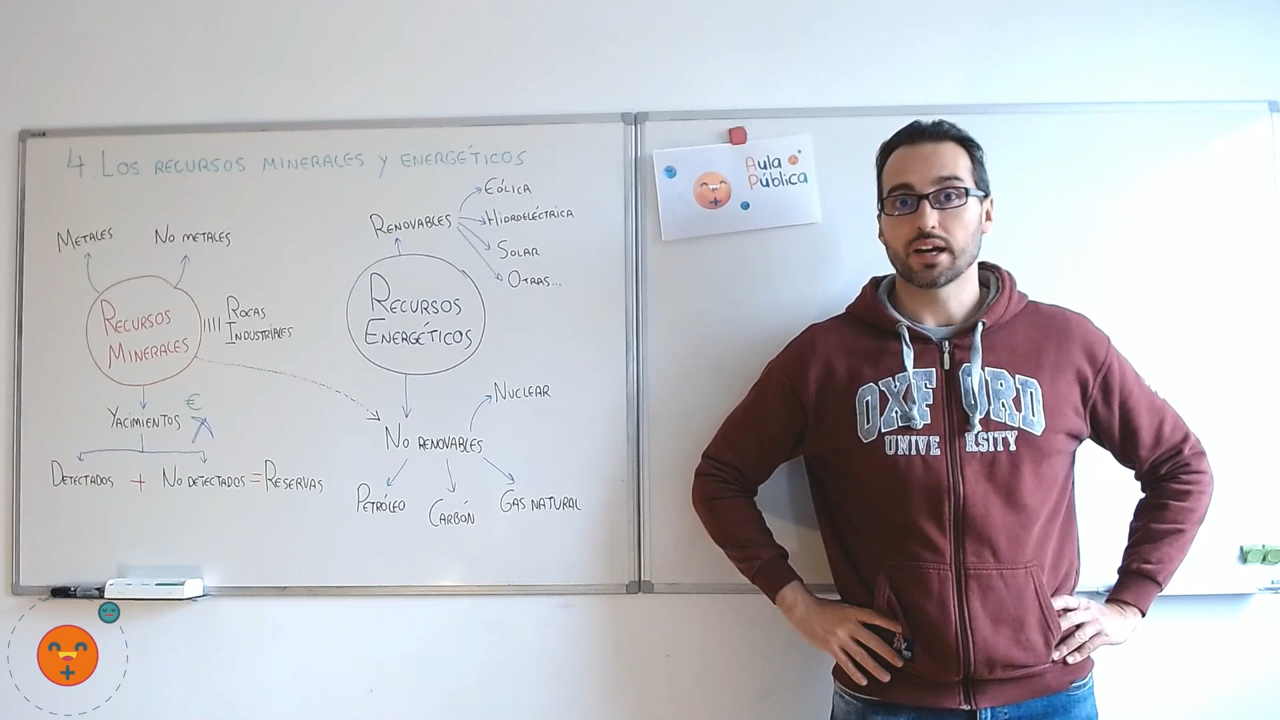 4. LOS RECURSOS MINERALES Y ENERGÉTICOS
METALES
NO METALES
RECURSOS
MINERALES
ROCAS
INDUSTRIALES
YACIMIENTOS
€
DETECTADOS + NO DETECTADOS = RESERVAS
RENOVABLES
EÓLICA
HIDROELÉCTRICA
SOLAR
OTRAS...
RECURSOS
ENERGÉTICOS
NO RENOVABLES
NUCLEAR
PETRÓLEO
CARBÓN
GAS NATURAL
Aula
Pública
OXFORD
UNIVERSITY